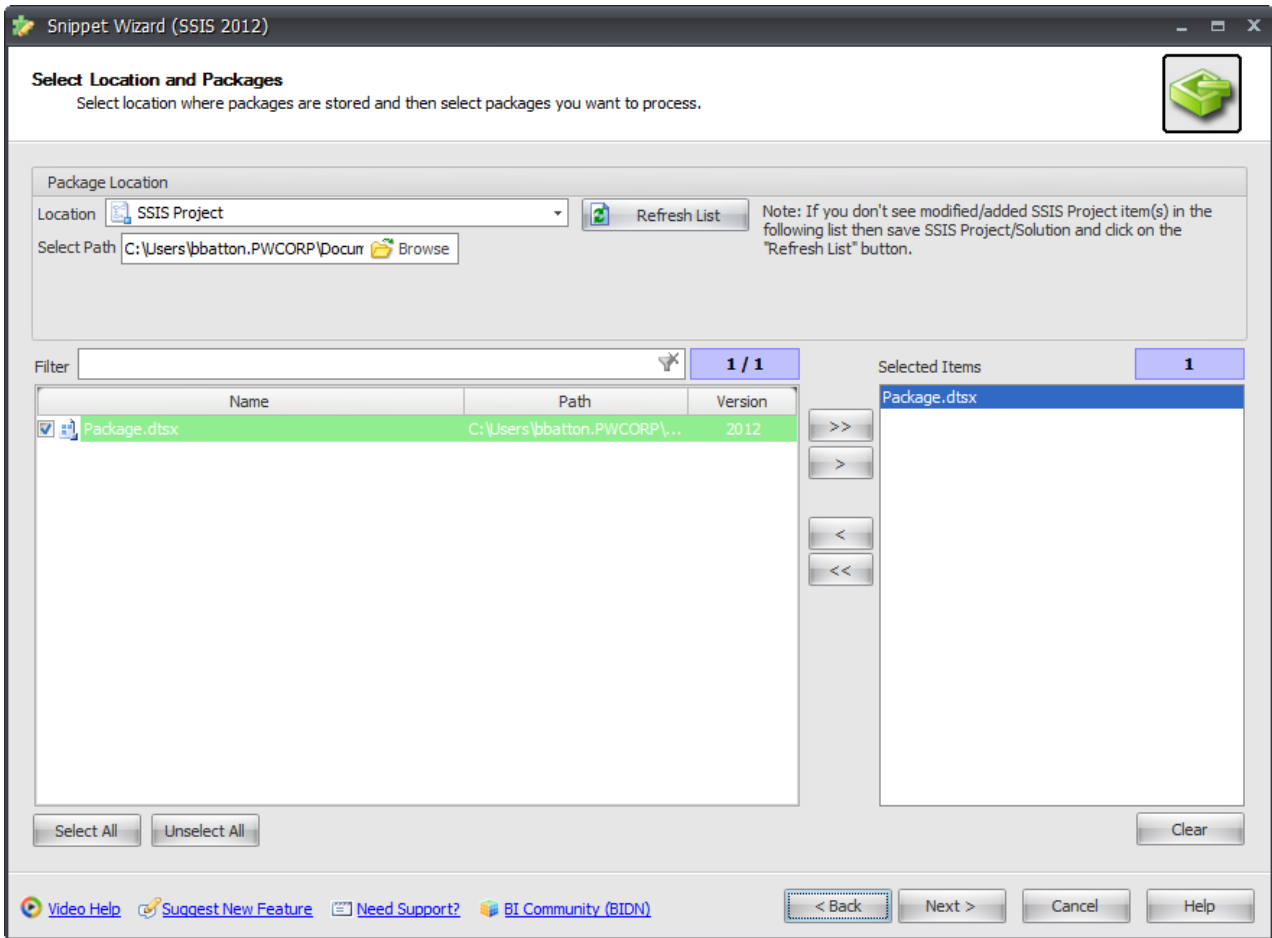 Snippet Wizard (SSIS 2012)
Select Location and Packages
Select location where packages are stored and then select packages you want to process.
Package Location
Location SSIS Project Refresh List
Note: If you don't see modified/added SSIS Project item(s) in the
following list then save SSIS Project/Solution and click on the
"Refresh List" button.
Select Path C:\Users\bbatton.PWCORP\Docum Browse
Filter 1 / 1 Selected Items 1
Name Path Version
Package.dtsx C:\Users\bbatton.PWCORP\... 2012
Package.dtsx
>>
>
<
<<
Select All Unselect All Clear
Video Help Suggest New Feature Need Support? BI Community (BIDN) < Back Next > Cancel Help